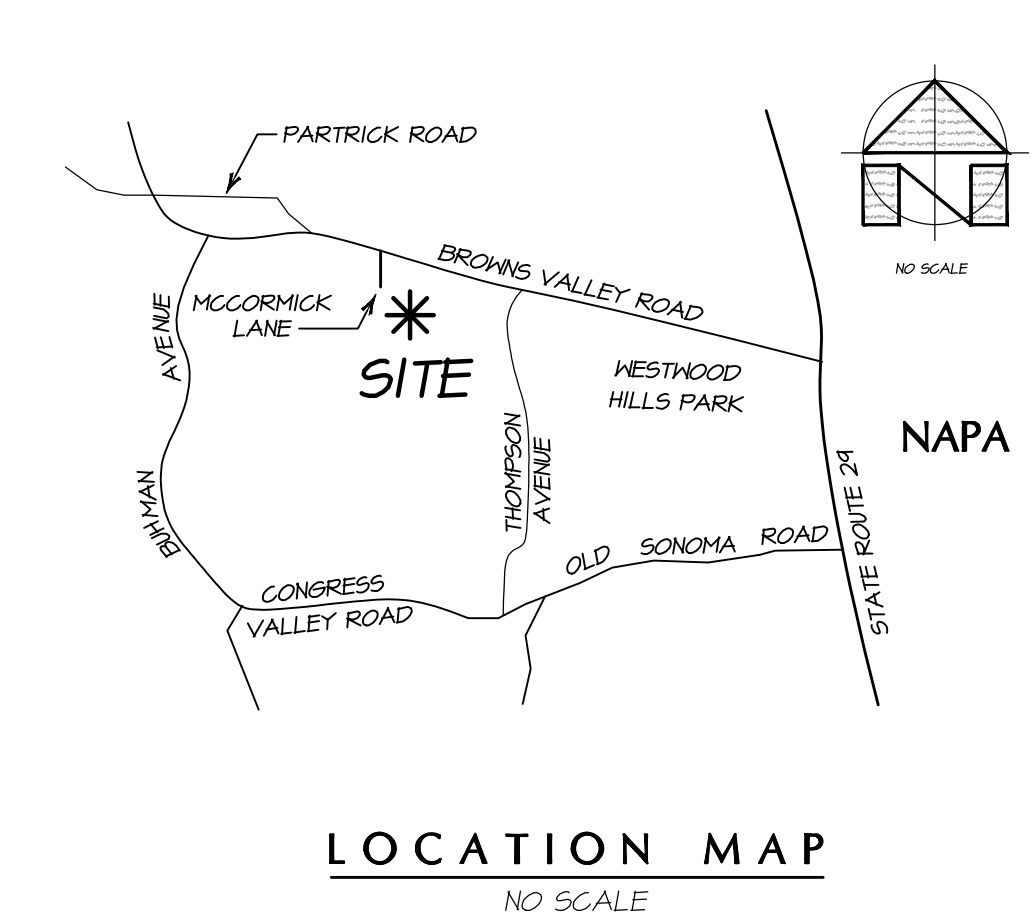 PARTRICK ROAD
NO SCALE
BROWNS VALLEY ROAD
MCCORMICK
LANE
SITE
BUHMAN AVENUE
WESTWOOD
HILLS PARK
NAPA
THOMPSON
AVENUE
STATE ROUTE 29
OLD SONOMA ROAD
CONGRESS
VALLEY ROAD
LOCATION MAP
NO SCALE